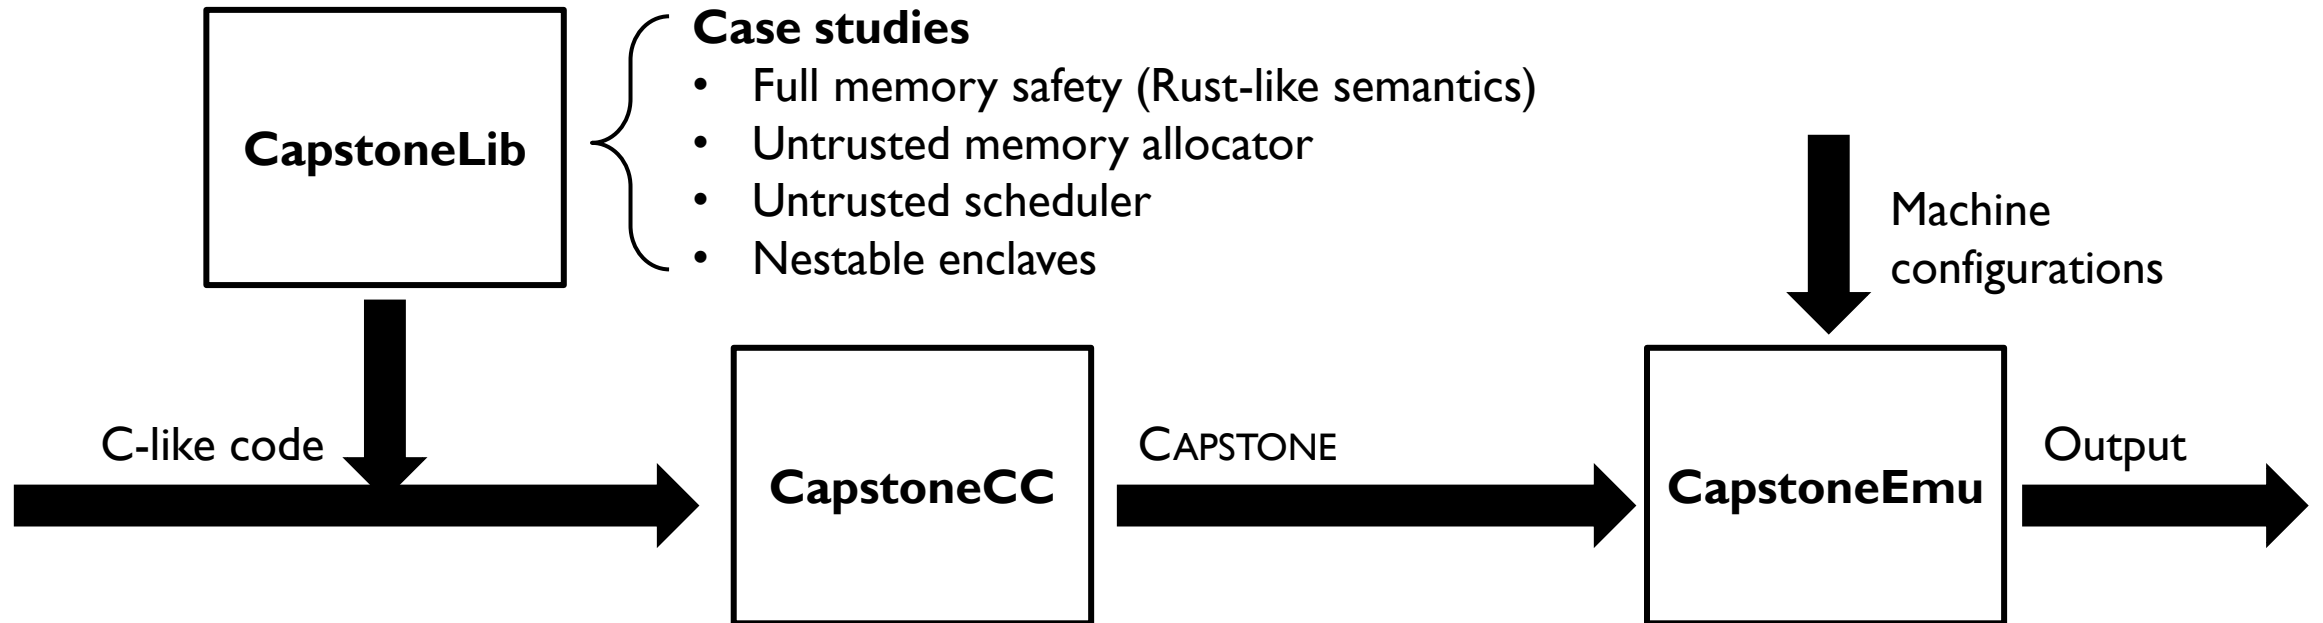 CapstoneLib
Case studies
• Full memory safety (Rust-like semantics)
• Untrusted memory allocator
• Untrusted scheduler
• Nestable enclaves
Machine
configurations
C-like code
CapstoneCC
CAPSTONE
CapstoneEmu
Output